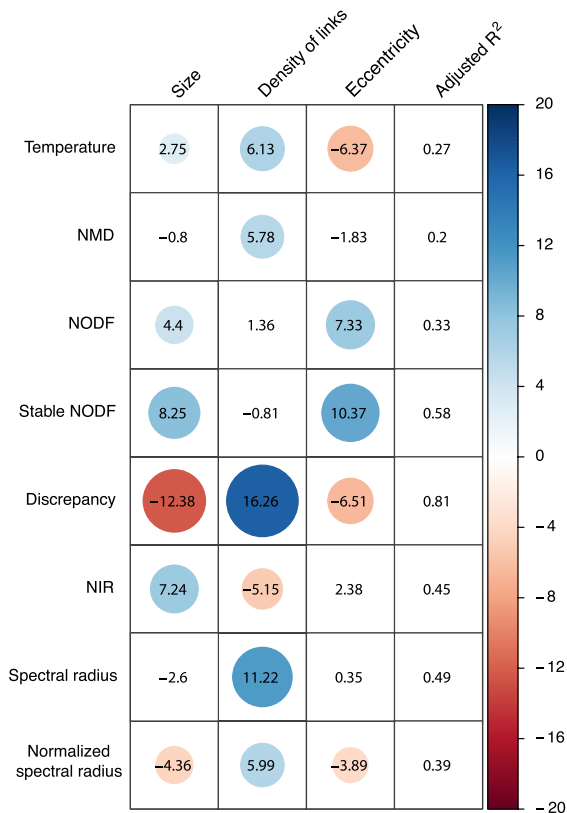 Size Density of links Eccentricity Adjusted R²
Temperature 2.75 6.13 −6.37 0.27
NMD −0.8 5.78 −1.83 0.2
NODF 4.4 1.36 7.33 0.33
Stable NODF 8.25 −0.81 10.37 0.58
Discrepancy −12.38 16.26 −6.51 0.81
NIR 7.24 −5.15 2.38 0.45
Spectral radius −2.6 11.22 0.35 0.49
Normalized
spectral radius −4.36 5.99 −3.89 0.39
20
16
12
8
4
0
−4
−8
−12
−16
−20